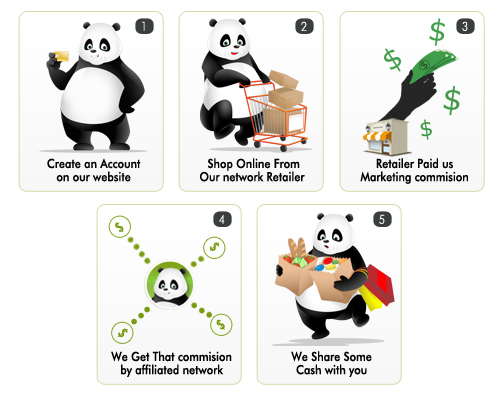 1
Create an Account
on our website
2
Shop Online From
Our network Retailer
3
Retailer Paid us
Marketing commision
4
We Get That commision
by affiliated network
5
We Share Some
Cash with you